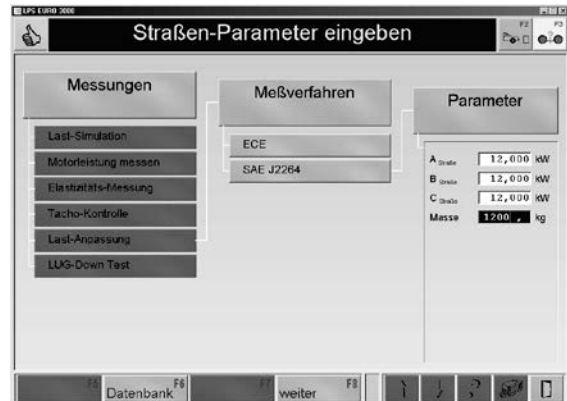 LPS EURO 3000
Straßen-Parameter eingeben
F2
F3
Messungen
Meßverfahren
Parameter
Last-Simulation
Motorleistung messen
Elastizitäts-Messung
Tacho-Kontrolle
Last-Anpassung
LUG-Down Test
ECE
SAE J2264
A Straße 12,000 kW
B Straße 12,000 kW
C Straße 12,000 kW
Masse 1200 , kg
F5
Datenbank F6
F7
weiter F8